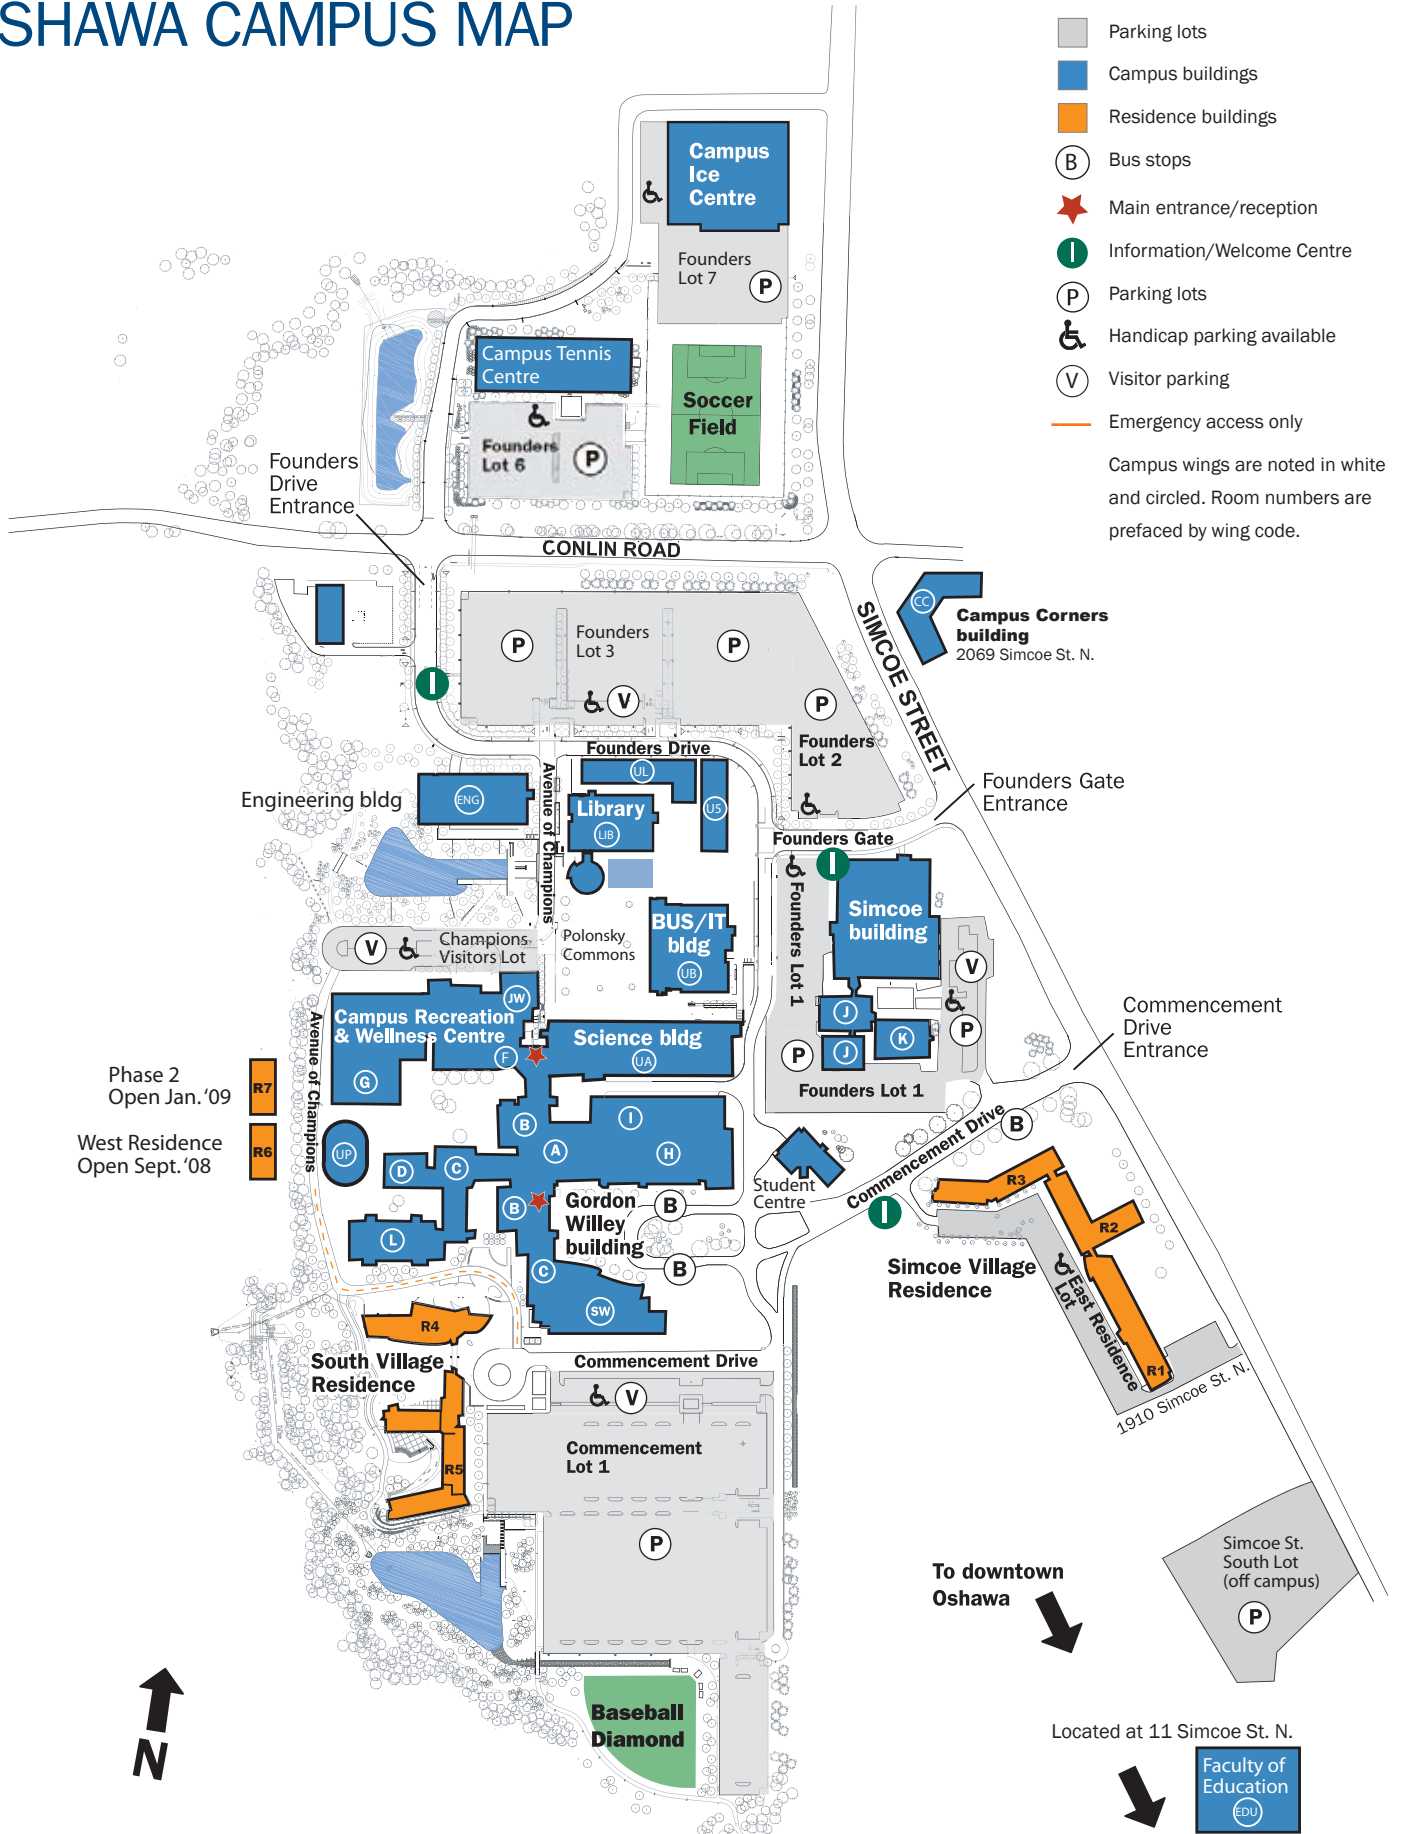 SHAWA CAMPUS MAP
Parking lots
Campus buildings
Residence buildings
B
Bus stops
Main entrance/reception
I
Information/Welcome Centre
P
Parking lots
Handicap parking available
V
Visitor parking
Emergency access only
Campus wings are noted in white
and circled. Room numbers are
prefaced by wing code.
Campus
Ice
Centre
Founders
Lot 7
P
Campus Tennis
Centre
Soccer
Field
Founders
Lot 6
P
Founders
Drive
Entrance
CONLIN ROAD
SIMCOE STREET
CC
Campus Corners
building
2069 Simcoe St. N.
P
Founders
Lot 3
P
I
V
P
Founders
Lot 2
Founders Drive
Founders Gate
Entrance
UL
Engineering bldg
ENG
Avenue of Champions
Library
LIB
U5
Founders Gate
I
Founders Lot 1
Simcoe
building
BUS/IT
bldg
UB
V
Champions
Visitors Lot
Polonsky
Commons
V
P
JW
Campus Recreation
& Wellness Centre
F
G
Science bldg
UA
J
K
J
P
Founders Lot 1
Commencement
Drive
Entrance
Avenue of Champions
Phase 2
Open Jan. '09
R7
West Residence
Open Sept. '08
R6
UP
B
I
A
H
D
C
B
L
C
SW
Gordon
Willey
building
B
B
Student
Centre
Commencement Drive
B
I
R3
R2
Simcoe Village
Residence
East Residence
Lot
R1
1910 Simcoe St. N.
R4
South Village
Residence
R5
Commencement Drive
V
Commencement
Lot 1
P
Simcoe St.
South Lot
(off campus)
P
To downtown
Oshawa
N
Baseball
Diamond
Located at 11 Simcoe St. N.
Faculty of
Education
EDU